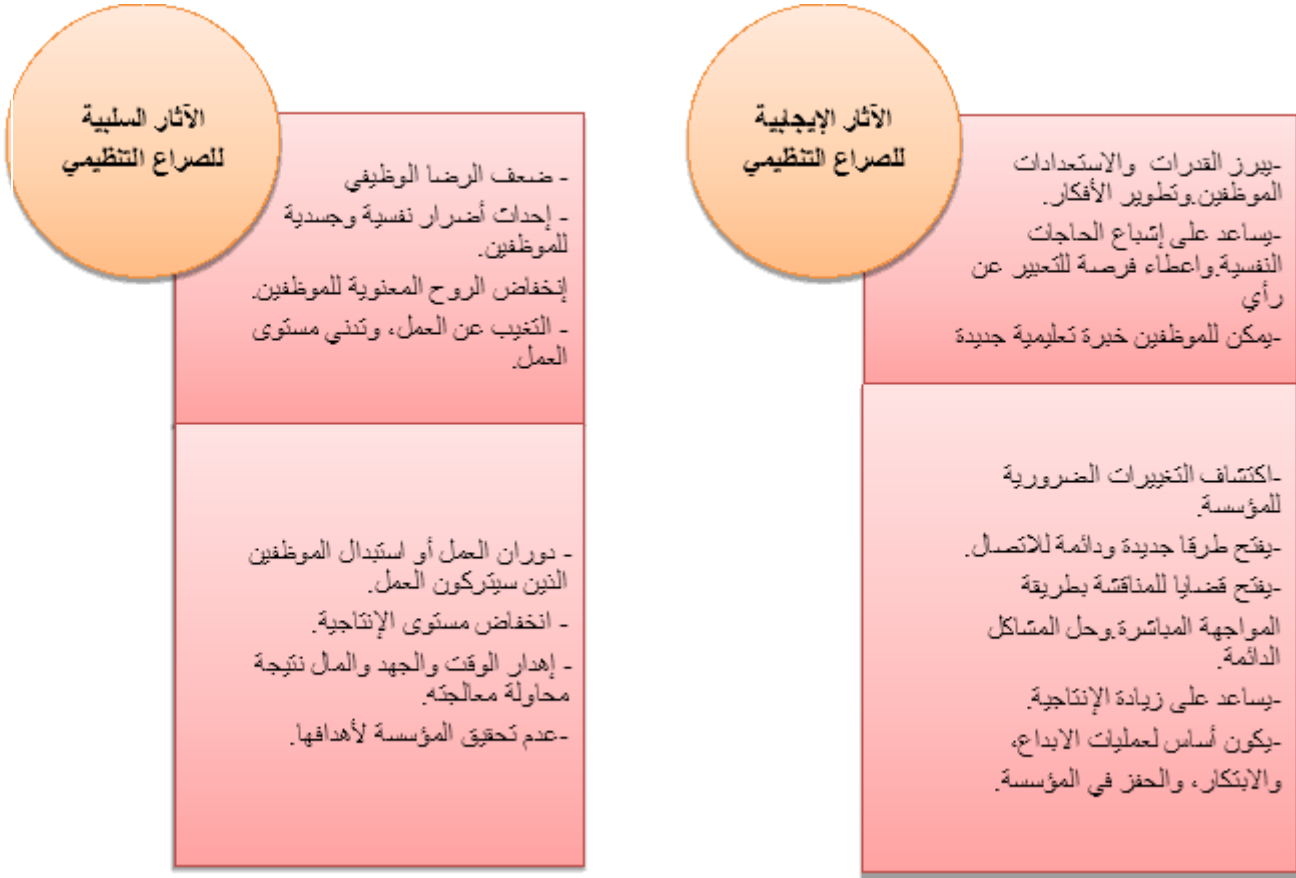 الآثار الإيجابية
للصراع التنظيمي
-يبرز القدرات والاستعدادات
الموظفين.وتطوير الأفكار.
-يساعد على إشباع الحاجات
النفسية.واعطاء فرصة للتعبير عن
رأي
-يمكن للموظفين خبرة تعليمية جديدة
-اكتشاف التغييرات الضرورية
للمؤسسة.
-يفتح طرقا جديدة ودائمة للاتصال.
-يفتح قضايا للمناقشة بطريقة
المواجهة المباشرة.وحل المشاكل
الدائمة.
-يساعد على زيادة الإنتاجية.
-يكون أساس لعمليات الابداع،
والابتكار، والحفز في المؤسسة.
الآثار السلبية
للصراع التنظيمي
- ضعف الرضا الوظيفي
- إحداث أضرار نفسية وجسدية
للموظفين.
إنخفاض الروح المعنوية للموظفين.
- التغيب عن العمل، وتدني مستوى
العمل.
- دوران العمل أو استبدال الموظفين
الذين سيتركون العمل.
- انخفاض مستوى الإنتاجية.
- إهدار الوقت والجهد والمال نتيجة
محاولة معالجته.
-عدم تحقيق المؤسسة لأهدافها.